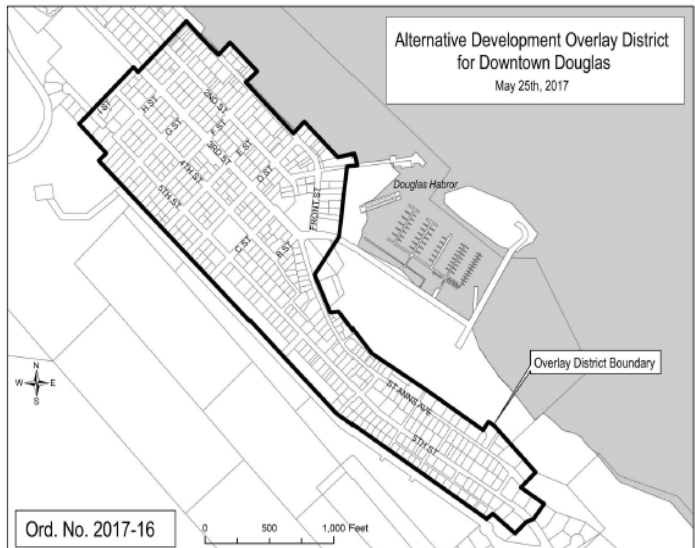 Alternative Development Overlay District
for Downtown Douglas
May 25th, 2017
I ST
H ST
G ST
2ND ST
F ST
3RD ST
E ST
D ST
4TH ST
5TH ST
FRONT ST
C ST
B ST
Douglas Habror
Overlay District Boundary
ST ANNS AVE
5TH ST
N
W
E
S
Ord. No. 2017-16
0
500
1,000 Feet